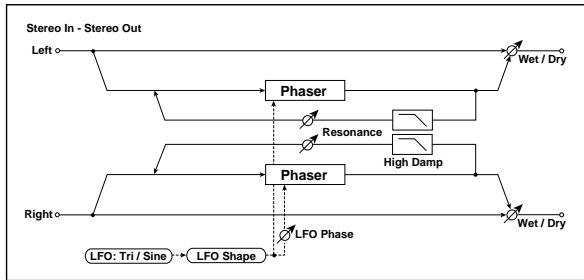 Stereo In - Stereo Out
Left
Wet / Dry
Phaser
Resonance
High Damp
Phaser
Right
Wet / Dry
LFO Phase
LFO: Tri / Sine
LFO Shape